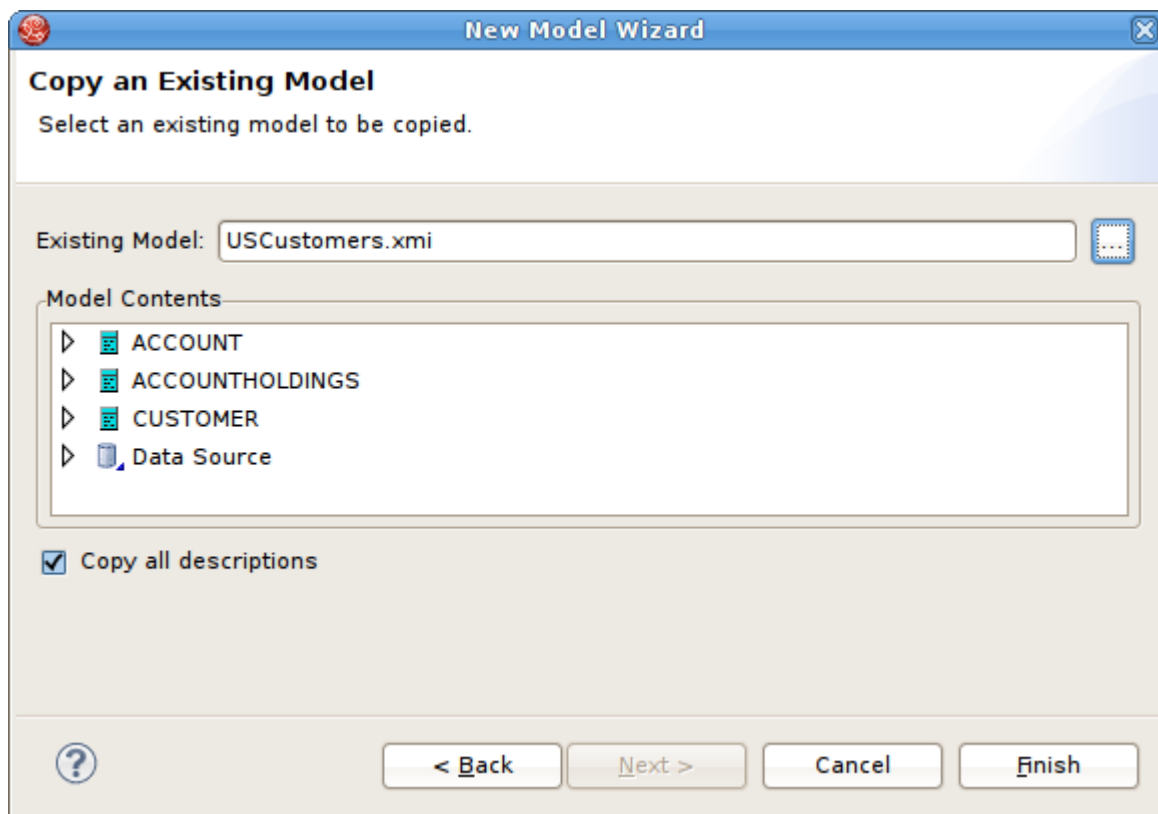 New Model Wizard
Copy an Existing Model
Select an existing model to be copied.
Existing Model: USCustomers.xmi ...
Model Contents
ACCOUNT
ACCOUNTHOLDINGS
CUSTOMER
Data Source
Copy all descriptions
? < Back Next > Cancel Finish